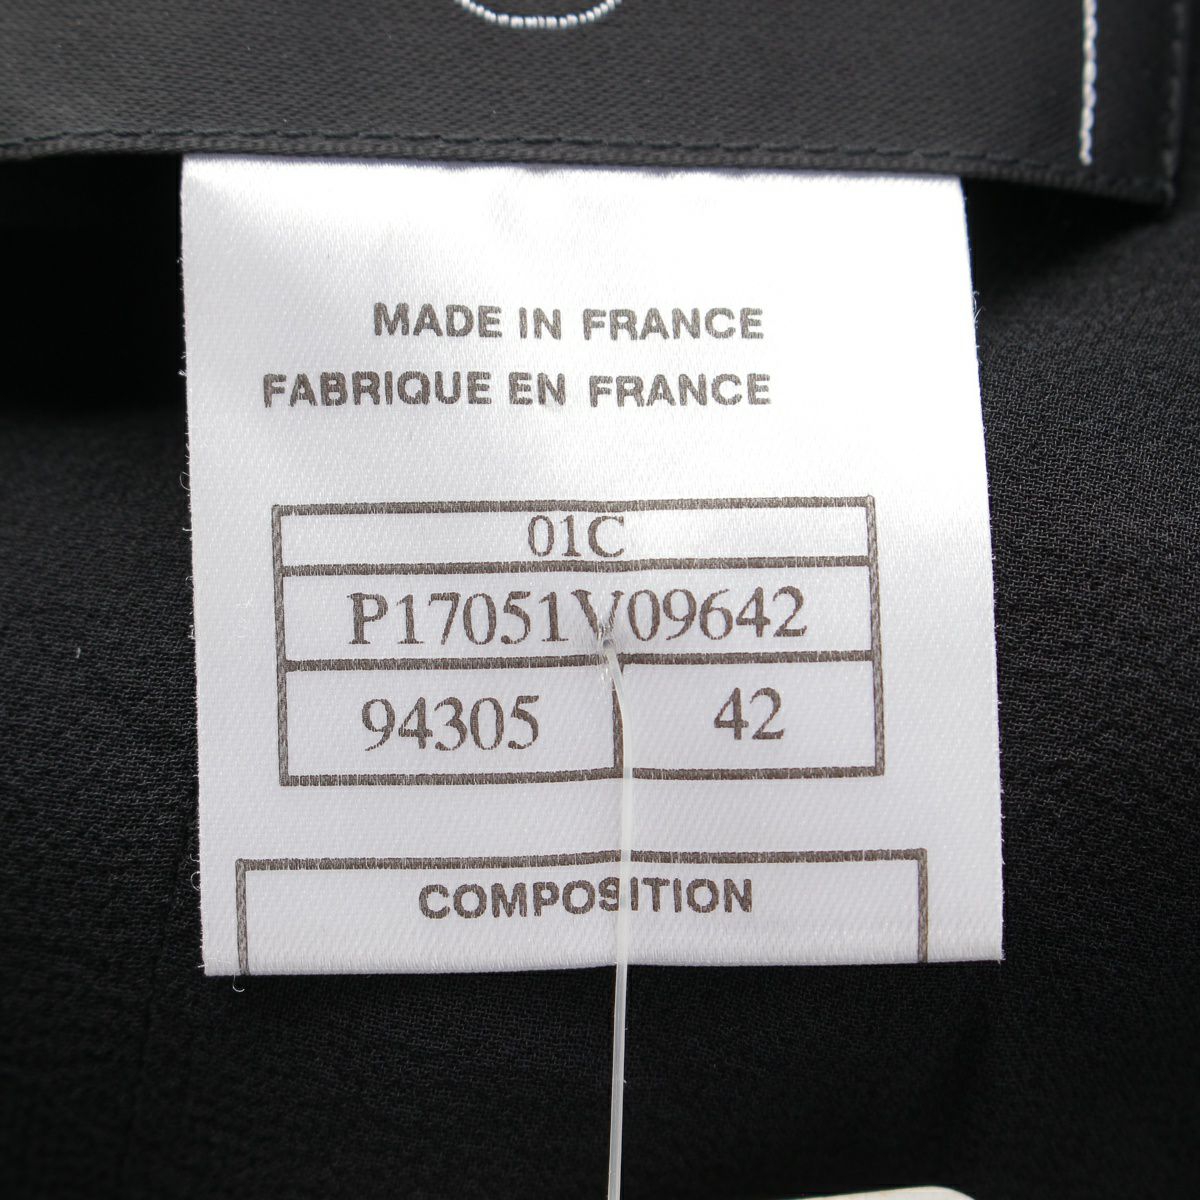 MADE IN FRANCE
FABRIQUE EN FRANCE
01C
P17051V09642
94305 42
COMPOSITION